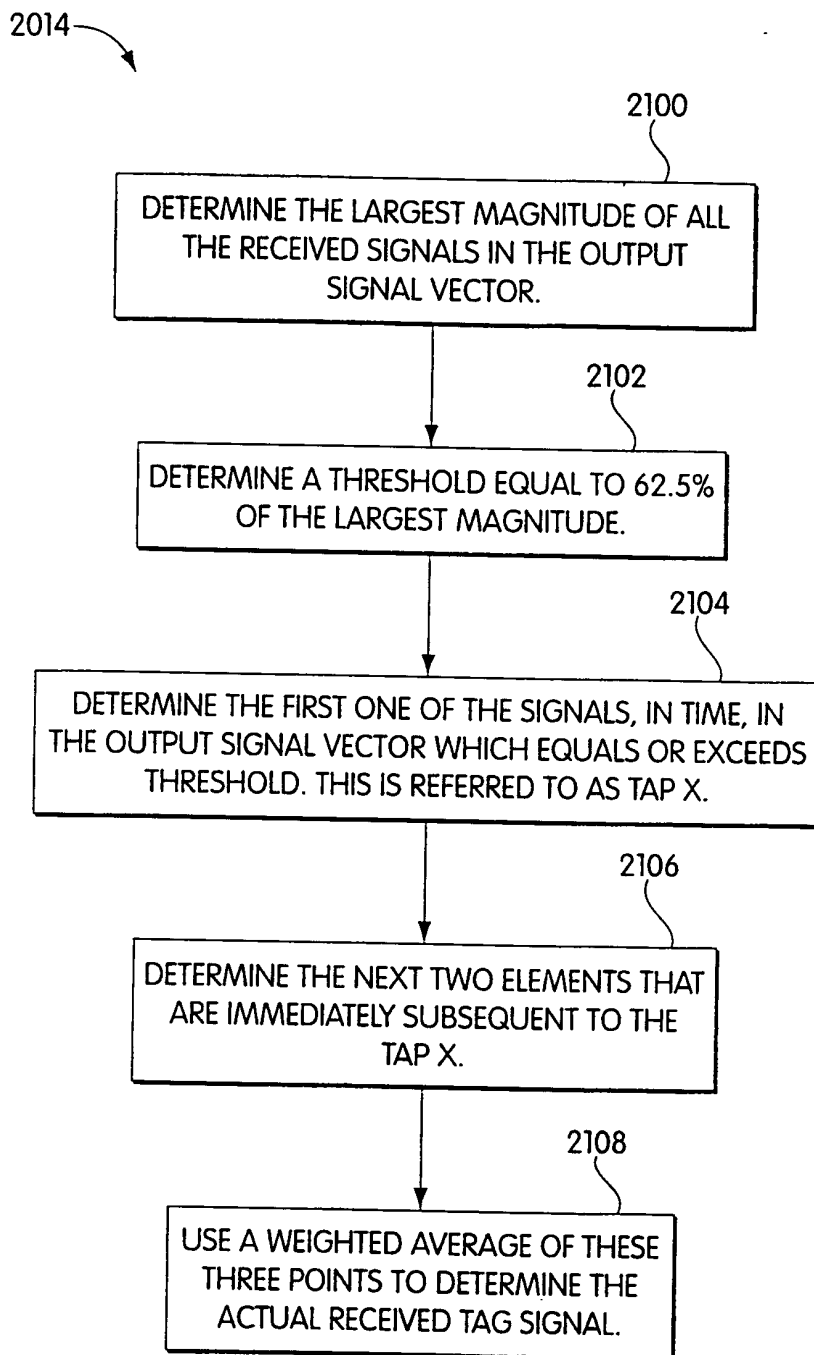 2014
2100
DETERMINE THE LARGEST MAGNITUDE OF ALL
THE RECEIVED SIGNALS IN THE OUTPUT
SIGNAL VECTOR.
2102
DETERMINE A THRESHOLD EQUAL TO 62.5%
OF THE LARGEST MAGNITUDE.
2104
DETERMINE THE FIRST ONE OF THE SIGNALS, IN TIME, IN
THE OUTPUT SIGNAL VECTOR WHICH EQUALS OR EXCEEDS
THRESHOLD. THIS IS REFERRED TO AS TAP X.
2106
DETERMINE THE NEXT TWO ELEMENTS THAT
ARE IMMEDIATELY SUBSEQUENT TO THE
TAP X.
2108
USE A WEIGHTED AVERAGE OF THESE
THREE POINTS TO DETERMINE THE
ACTUAL RECEIVED TAG SIGNAL.